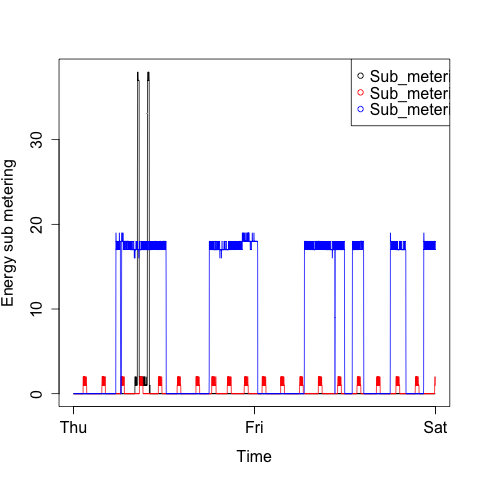 Sub_meteri
Sub_meteri
Sub_meteri
Energy sub metering
30
20
10
0
Thu
Fri
Sat
Time